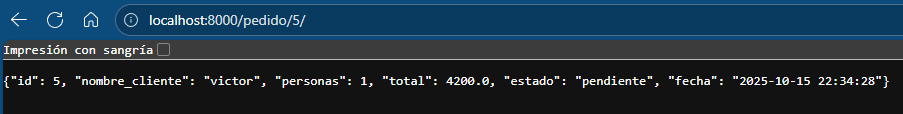 localhost:8000/pedido/5/
Impresión con sangría
{"id": 5, "nombre_cliente": "victor", "personas": 1, "total": 4200.0, "estado": "pendiente", "fecha": "2025-10-15 22:34:28"}